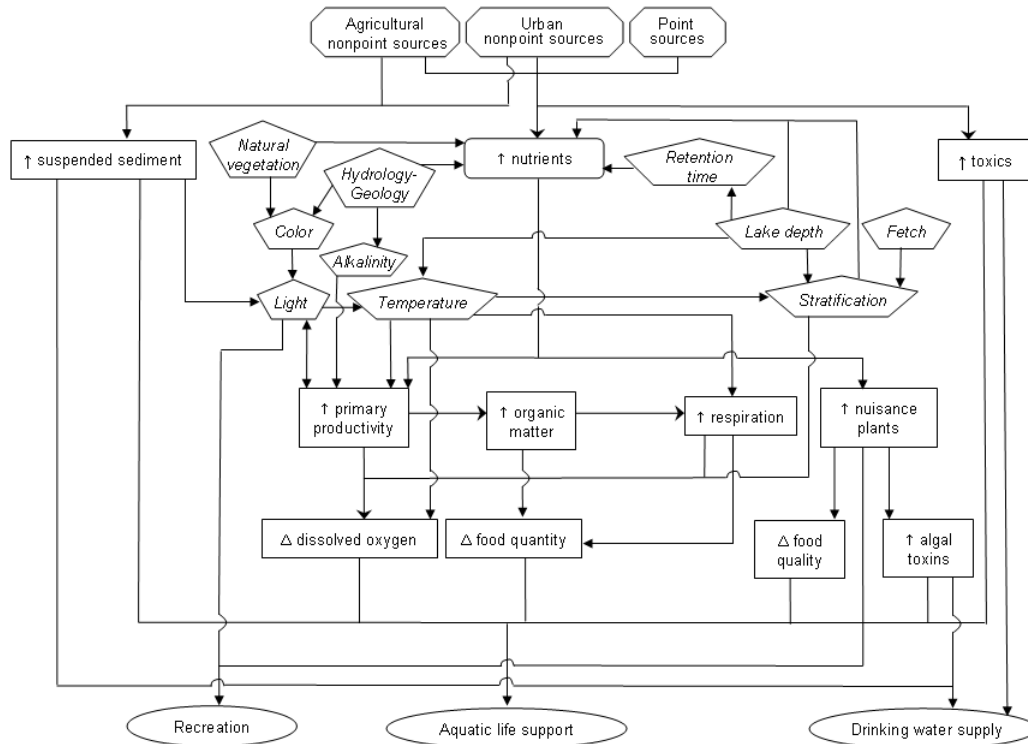 Agricultural
nonpoint sources
Urban
nonpoint sources
Point
sources
↑ suspended sediment
Natural
vegetation
↑ nutrients
Retention
time
↑ toxics
Hydrology-
Geology
Color
Alkalinity
Lake depth
Fetch
Light
Temperature
Stratification
↑ primary
productivity
↑ organic
matter
↑ respiration
↑ nuisance
plants
Δ dissolved oxygen
Δ food quantity
Δ food
quality
↑ algal
toxins
Recreation
Aquatic life support
Drinking water supply